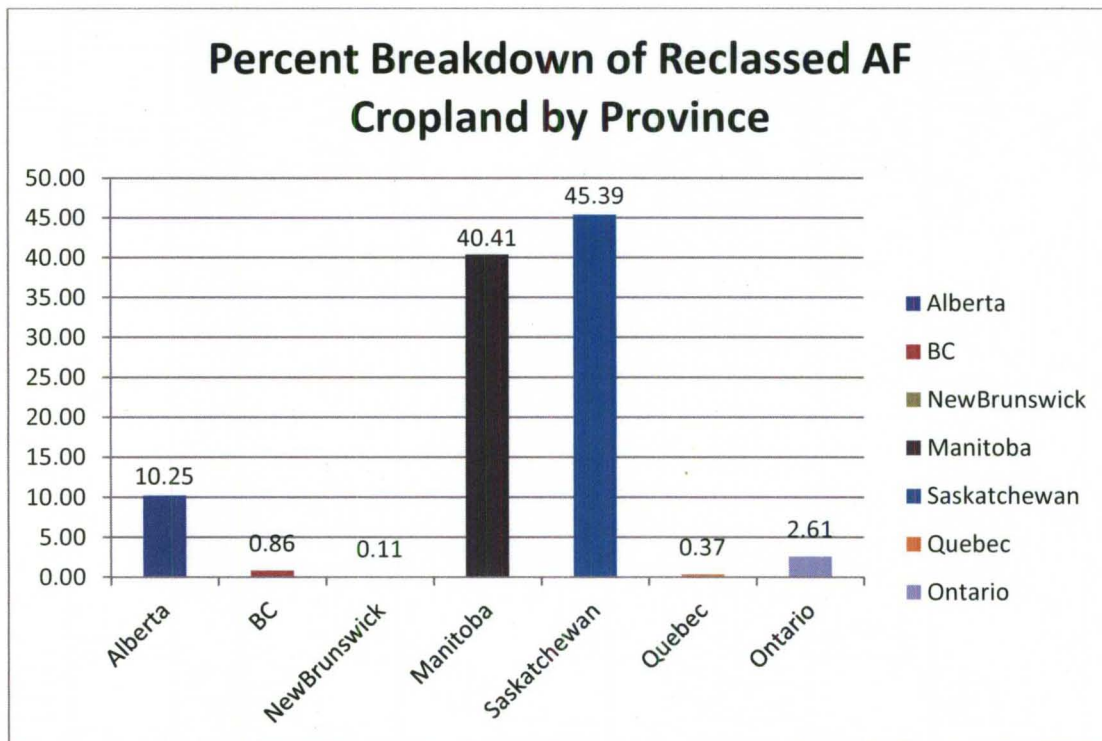 Percent Breakdown of Reclassed AF
Cropland by Province
50.00
45.00
40.00
35.00
30.00
25.00
20.00
15.00
10.00
5.00
0.00
10.25
0.86
0.11
40.41
45.39
0.37
2.61
Alberta
BC
NewBrunswick
Manitoba
Saskatchewan
Quebec
Ontario
Alberta
BC
NewBrunswick
Manitoba
Saskatchewan
Quebec
Ontario